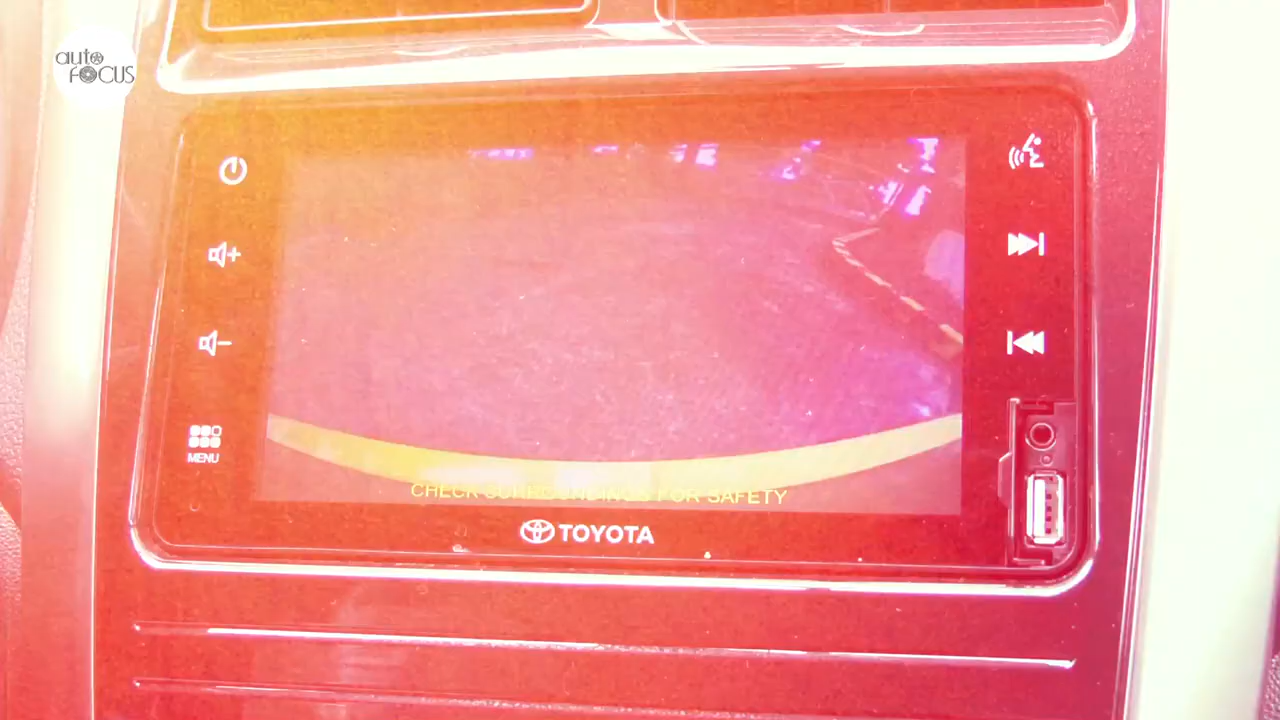 auto
FOCUS
MENU
CHECK SURROUNDINGS FOR SAFETY
TOYOTA